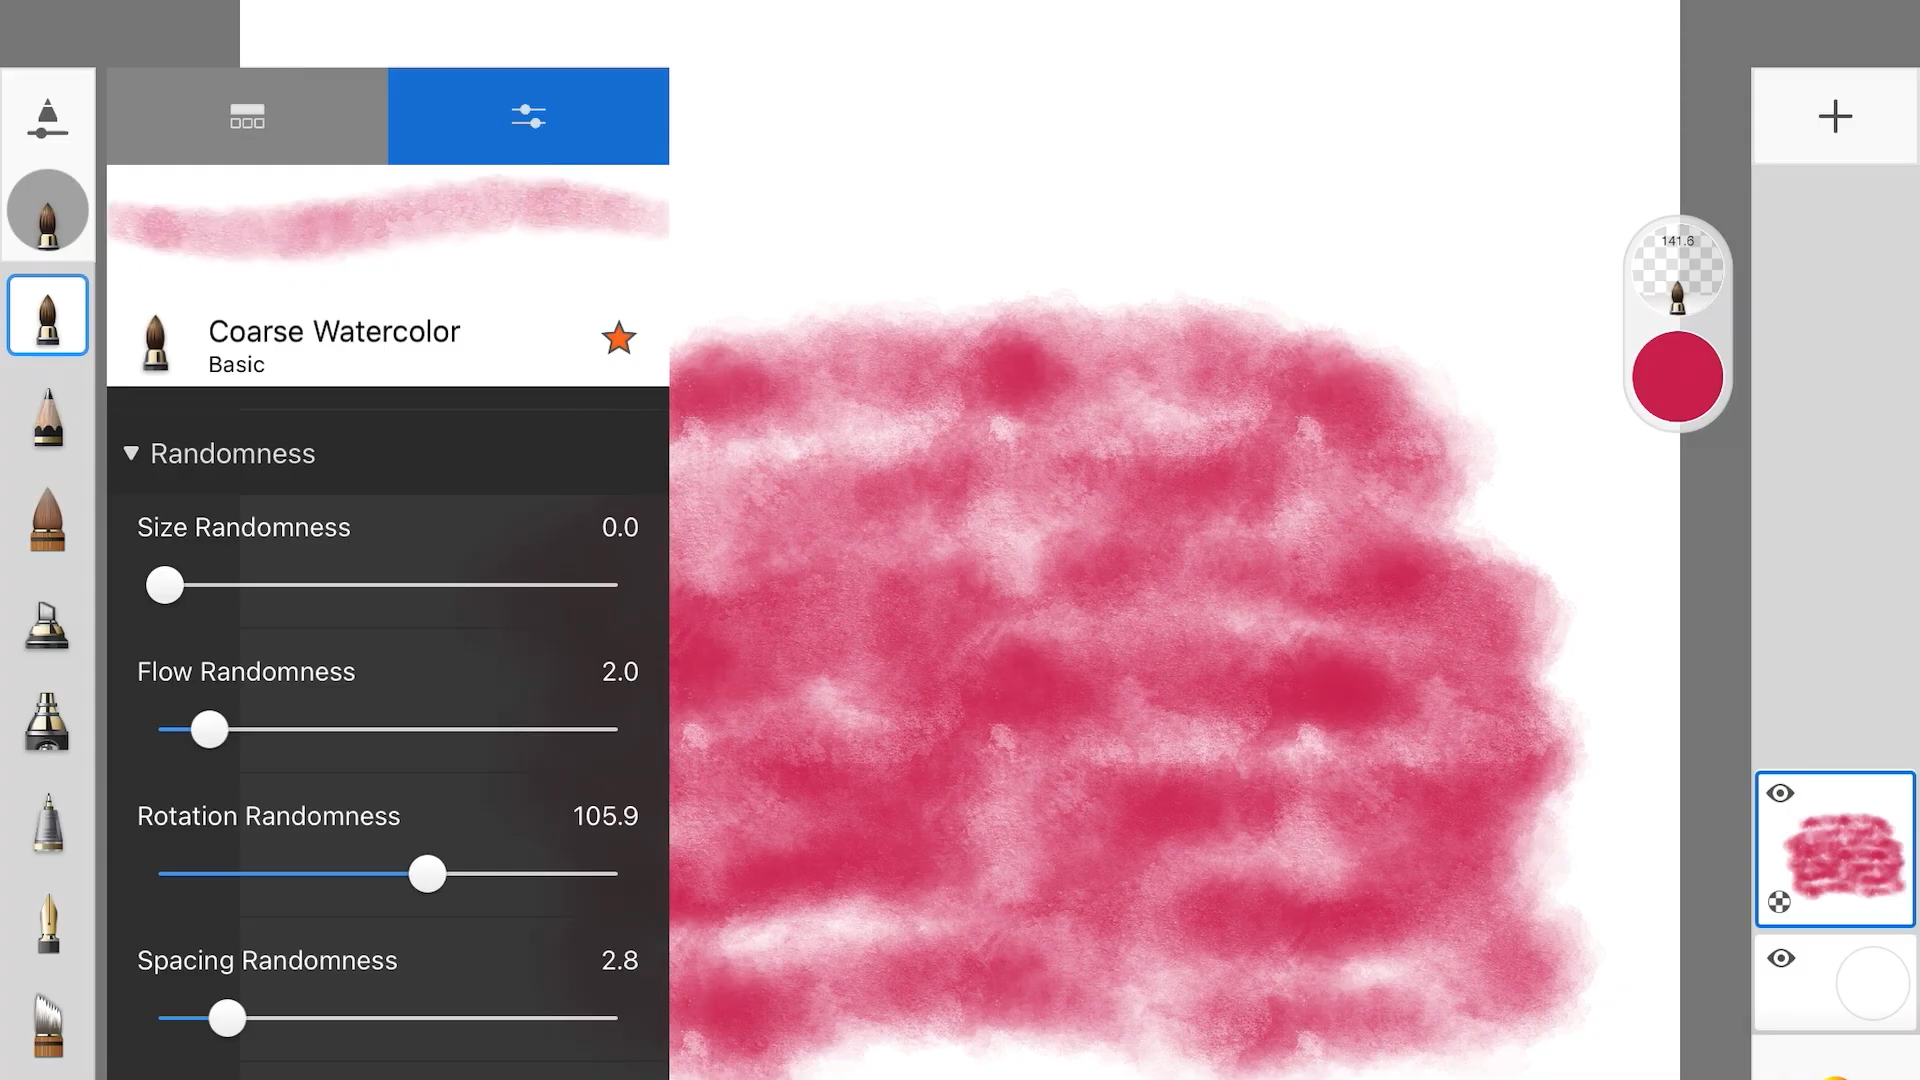 141.6
Coarse Watercolor
Basic
Randomness
Size Randomness 0.0
Flow Randomness 2.0
Rotation Randomness 105.9
Spacing Randomness 2.8